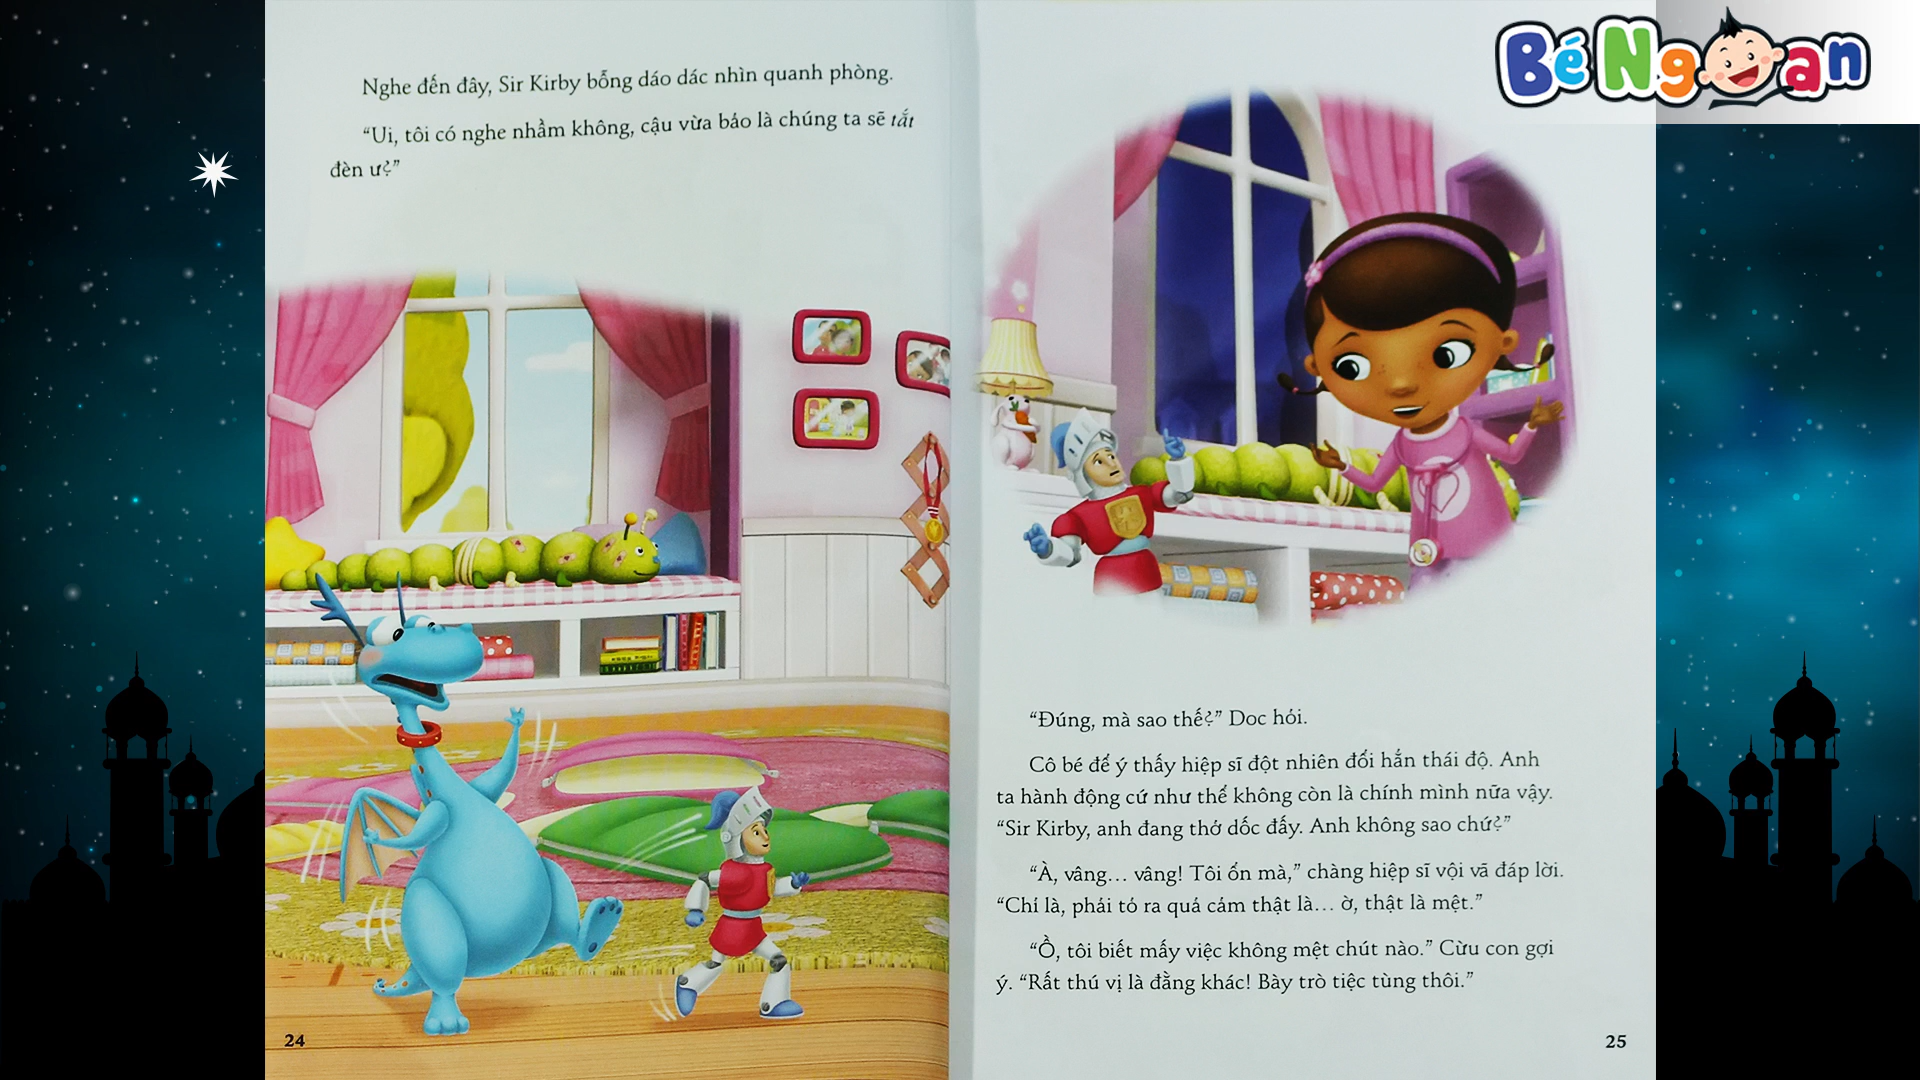 Bé Ngoan
Nghe đến đây, Sir Kirby bỗng dáo dác nhìn quanh phòng.
“Ui, tôi có nghe nhầm không, cậu vừa bảo là chúng ta sẽ tắt
đèn ư?”
24
“Đúng, mà sao thế?” Doc hỏi.
Cô bé để ý thấy hiệp sĩ đột nhiên đổi hẳn thái độ. Anh
ta hành động cứ như thể không còn là chính mình nữa vậy.
“Sir Kirby, anh đang thở dốc đấy. Anh không sao chứ?”
“À, vâng... vâng! Tôi ổn mà,” chàng hiệp sĩ vội vã đáp lời.
“Chỉ là, phải tỏ ra quả cảm thật là... ờ, thật là mệt.”
“Ồ, tôi biết mấy việc không mệt chút nào.” Cừu con gợi
ý. “Rất thú vị là đằng khác! Bày trò tiệc tùng thôi.”
25